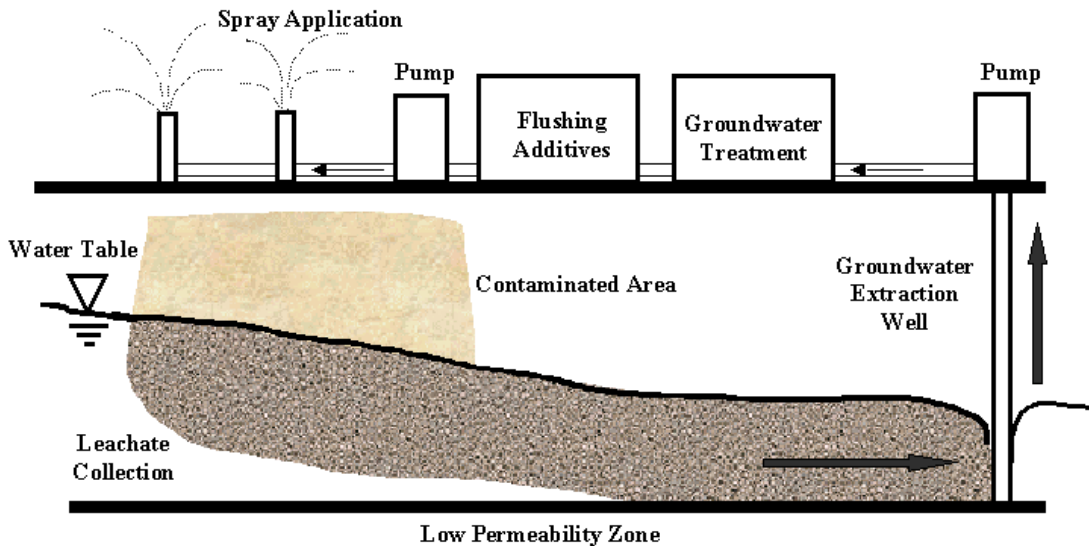 Spray Application
Pump
Pump
Flushing
Additives
Groundwater
Treatment
Water Table
Contaminated Area
Groundwater
Extraction
Well
Leachate
Collection
Low Permeability Zone